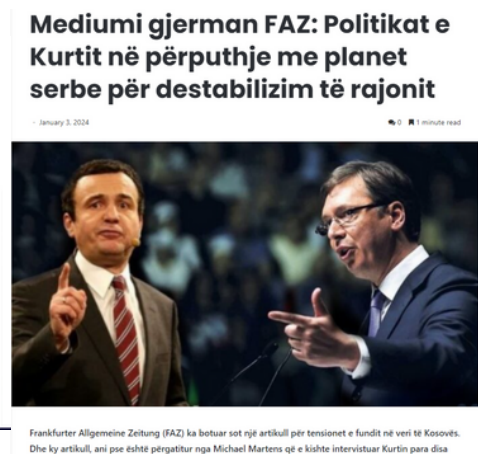 Mediumi gjerman FAZ: Politikat e
Kurtit në përputhje me planet
serbe për destabilizim të rajonit
- January 3, 2024
0 1 minute read
Frankfurter Allgemeine Zeitung (FAZ) ka botuar sot një artikull për tensionet e fundit në veri të Kosovës.
Dhe ky artikull, ani pse është përgatitur nga Michael Martens që e kishte intervistuar Kurtin para disa